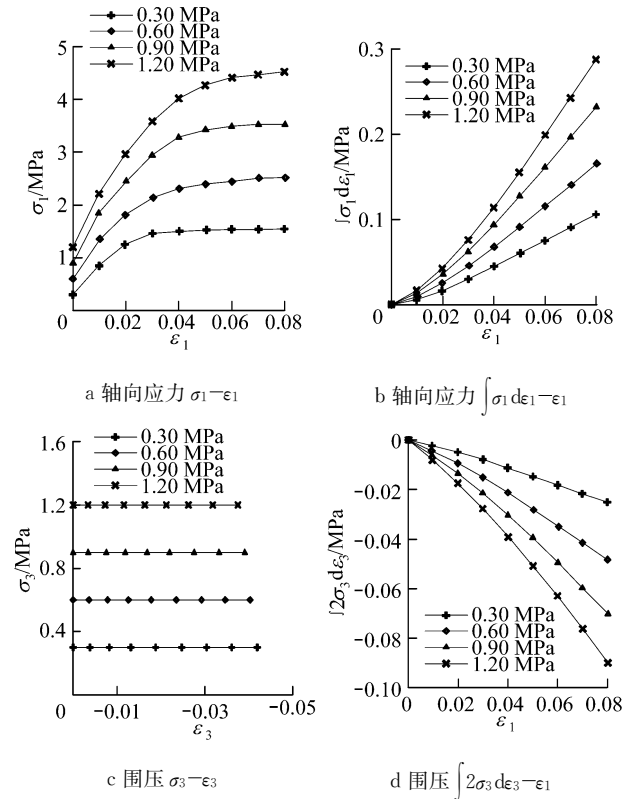 0.30 MPa
0.60 MPa
0.90 MPa
1.20 MPa
5
4
3
2
1
σ₁/MPa
0 0.02 0.04 0.06 0.08
ε₁
a 轴向应力 σ₁—ε₁
0.30 MPa
0.60 MPa
0.90 MPa
1.20 MPa
0.3
0.2
0.1
∫σ₁dε₁/MPa
0 0.02 0.04 0.06 0.08
ε₁
b 轴向应力 ∫σ₁dε₁—ε₁
0.30 MPa
0.60 MPa
0.90 MPa
1.20 MPa
1.6
1.2
0.8
0.4
σ₃/MPa
0 -0.01 -0.03 -0.05
ε₃
c 围压 σ₃—ε₃
0
-0.02
-0.04
-0.06
-0.08
-0.10
∫2σ₃dε₃/MPa
0.30 MPa
0.60 MPa
0.90 MPa
1.20 MPa
0 0.02 0.04 0.06 0.08
ε₁
d 围压 ∫2σ₃dε₃—ε₁